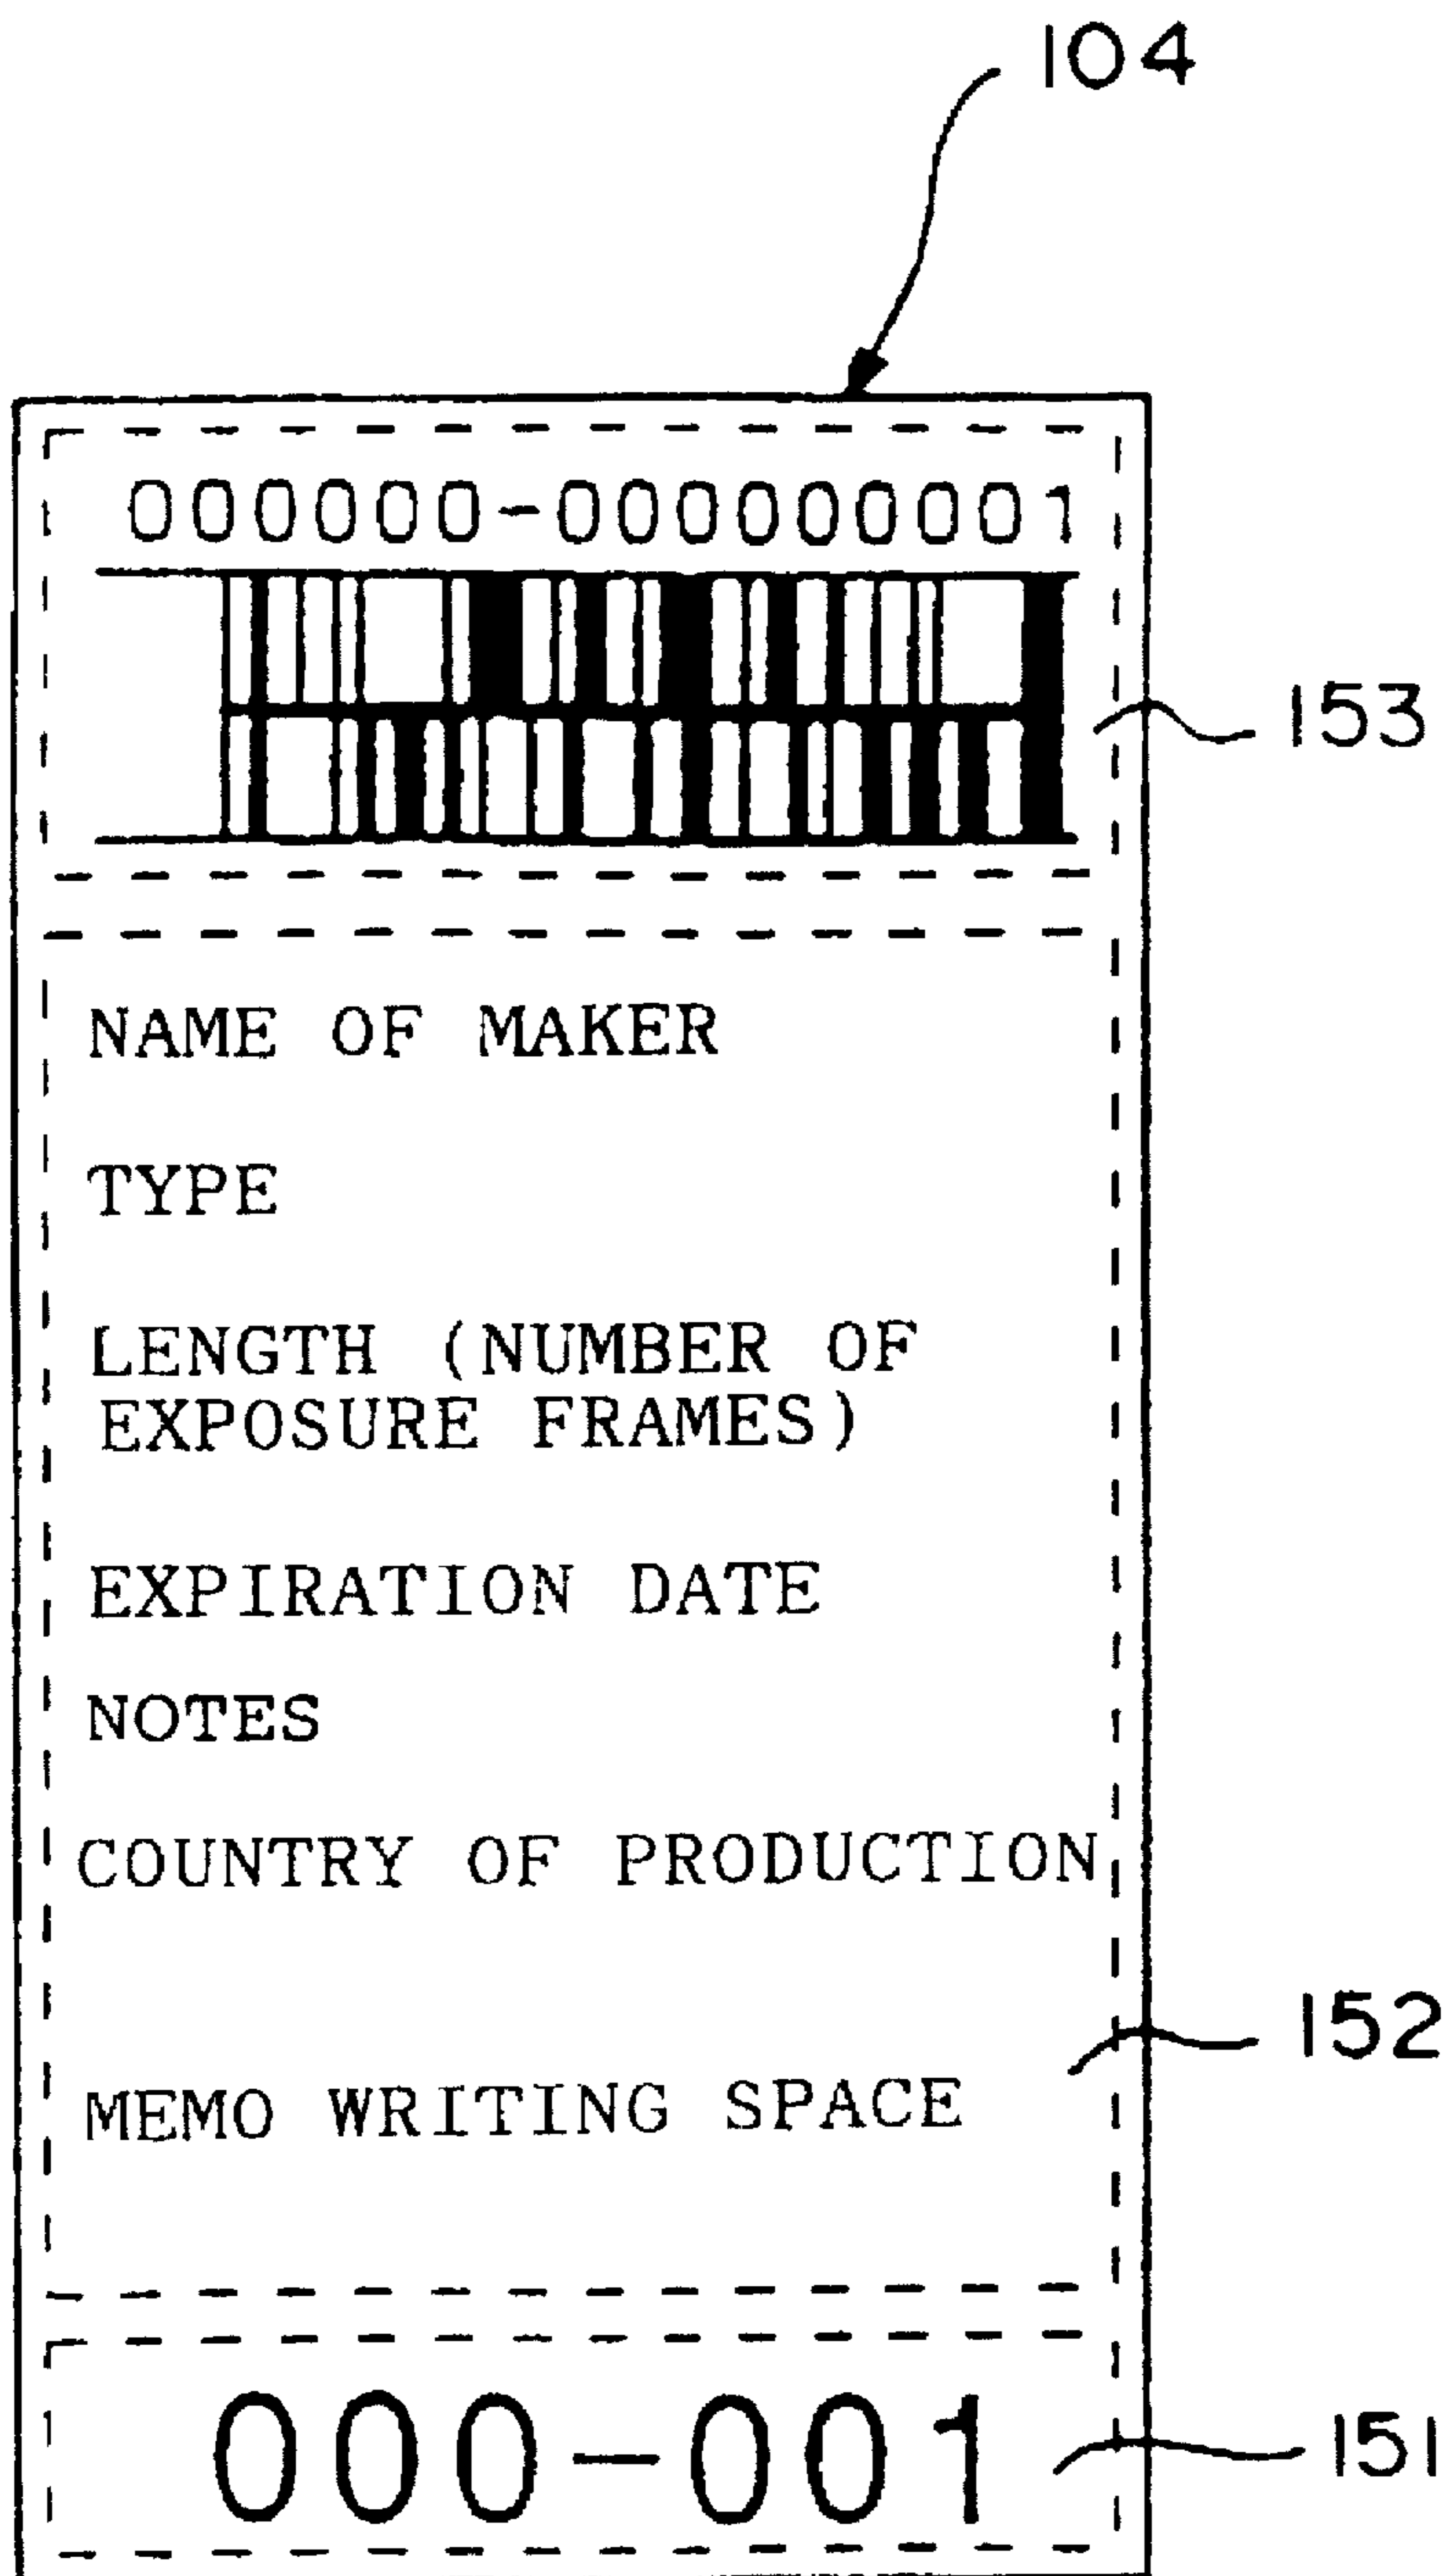 104
000000-000000001
153
NAME OF MAKER
TYPE
LENGTH (NUMBER OF
EXPOSURE FRAMES)
EXPIRATION DATE
NOTES
COUNTRY OF PRODUCTION
152
MEMO WRITING SPACE
000-001
151